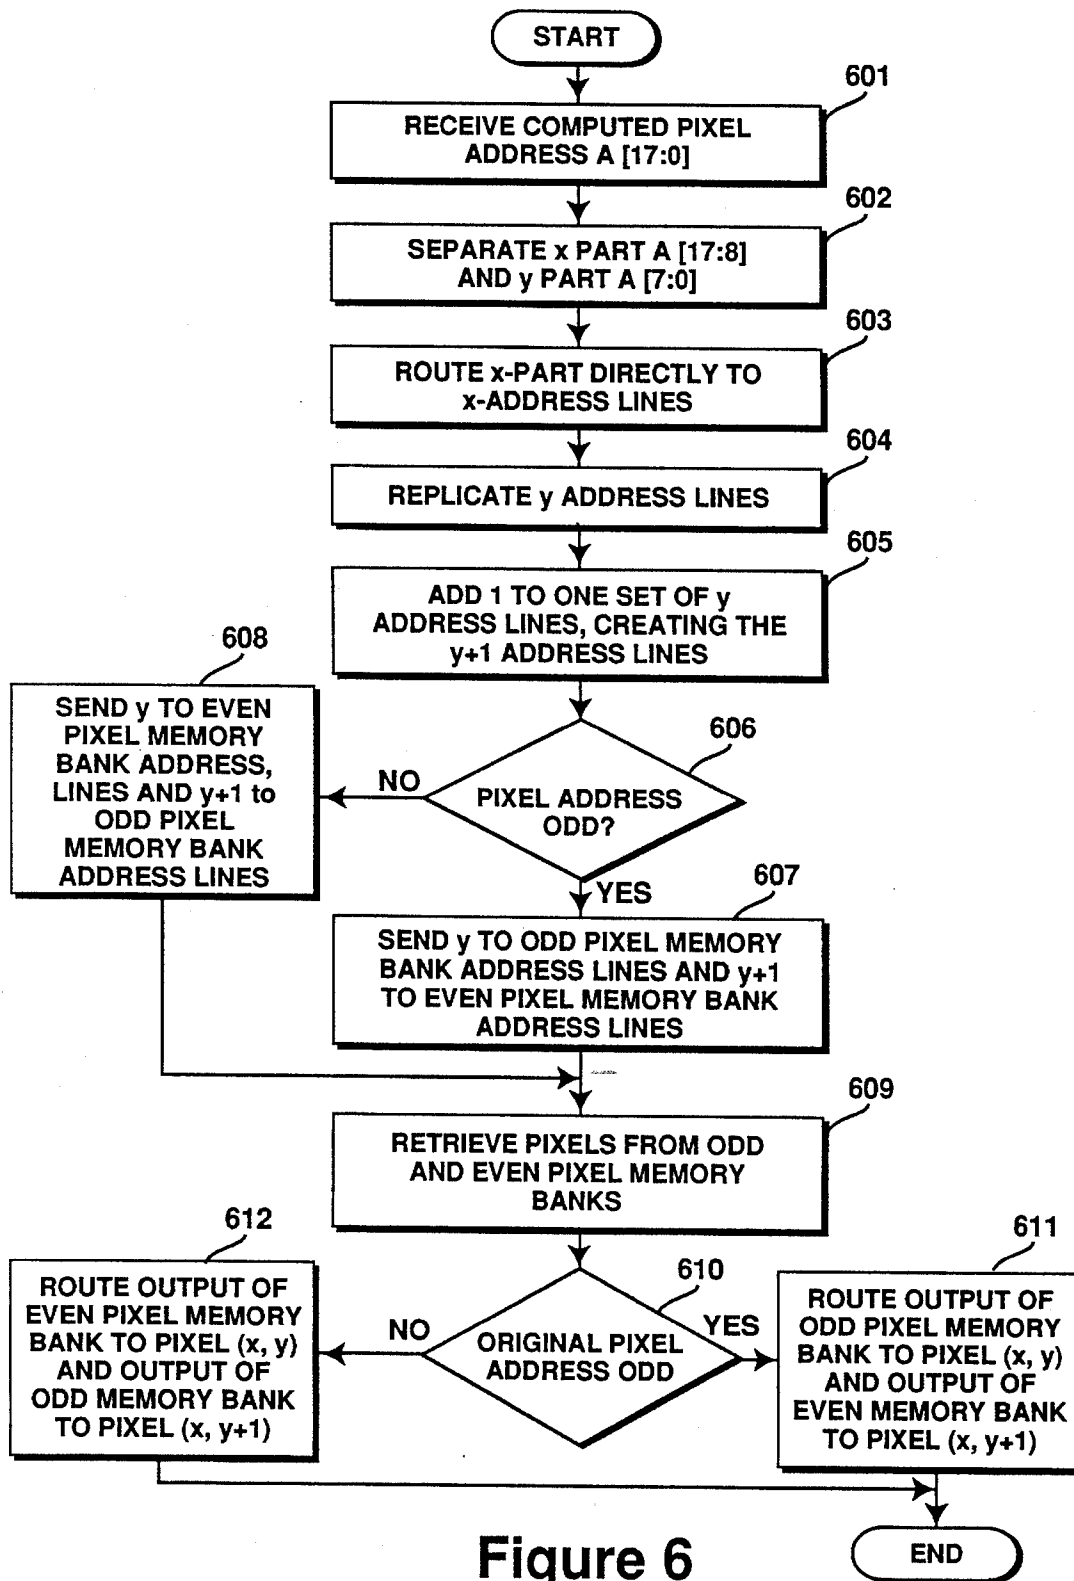 START
601
RECEIVE COMPUTED PIXEL
ADDRESS A [17:0]
602
SEPARATE x PART A [17:8]
AND y PART A [7:0]
603
ROUTE x-PART DIRECTLY TO
x-ADDRESS LINES
604
REPLICATE y ADDRESS LINES
605
ADD 1 TO ONE SET OF y
ADDRESS LINES, CREATING THE
y+1 ADDRESS LINES
608
SEND y TO EVEN
PIXEL MEMORY
BANK ADDRESS,
LINES AND y+1 to
ODD PIXEL
MEMORY BANK
ADDRESS LINES
606
NO
PIXEL ADDRESS
ODD?
YES
607
SEND y TO ODD PIXEL MEMORY
BANK ADDRESS LINES AND y+1
TO EVEN PIXEL MEMORY BANK
ADDRESS LINES
609
RETRIEVE PIXELS FROM ODD
AND EVEN PIXEL MEMORY
BANKS
612
ROUTE OUTPUT OF
EVEN PIXEL MEMORY
BANK TO PIXEL (x, y)
AND OUTPUT OF
ODD MEMORY BANK
TO PIXEL (x, y+1)
610
NO
ORIGINAL PIXEL
ADDRESS ODD
YES
611
ROUTE OUTPUT OF
ODD PIXEL MEMORY
BANK TO PIXEL (x, y)
AND OUTPUT OF
EVEN MEMORY BANK
TO PIXEL (x, y+1)
END
Figure 6